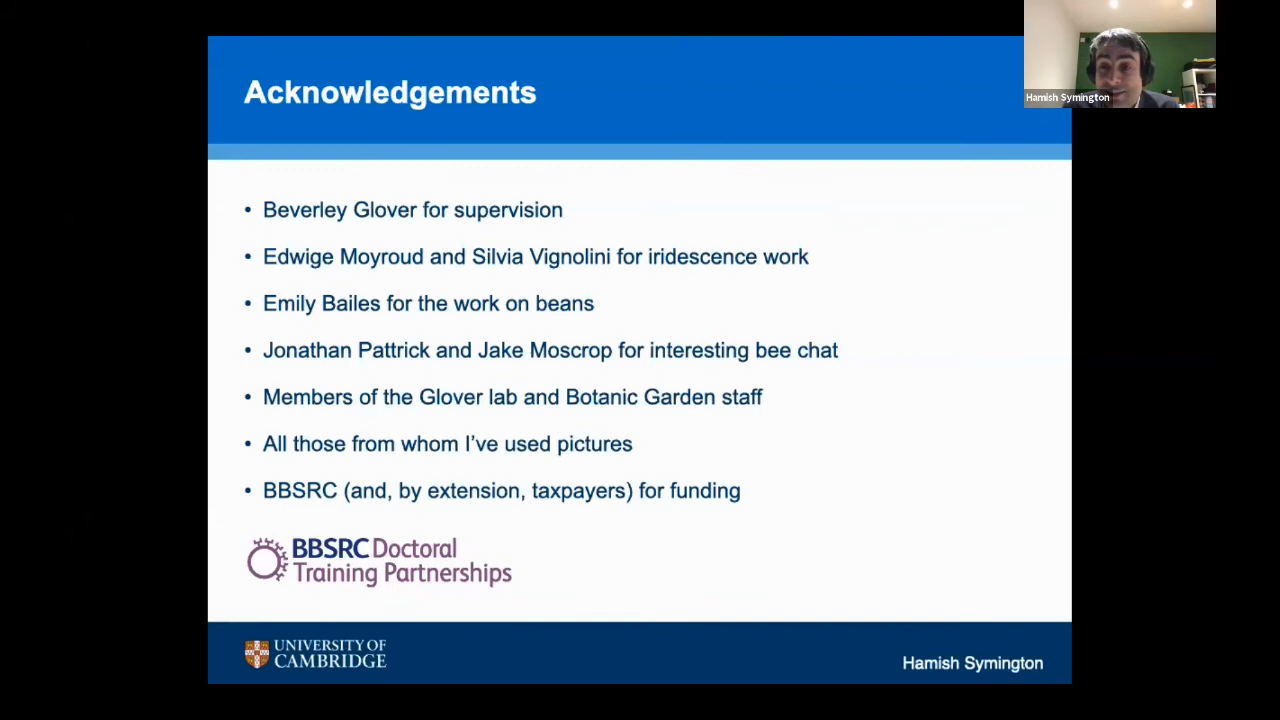 Acknowledgements
Hamish Symington
• Beverley Glover for supervision
• Edwige Moyroud and Silvia Vignolini for iridescence work
• Emily Bailes for the work on beans
• Jonathan Pattrick and Jake Moscrop for interesting bee chat
• Members of the Glover lab and Botanic Garden staff
• All those from whom I’ve used pictures
• BBSRC (and, by extension, taxpayers) for funding
BBSRC Doctoral
Training Partnerships
UNIVERSITY OF
CAMBRIDGE
Hamish Symington